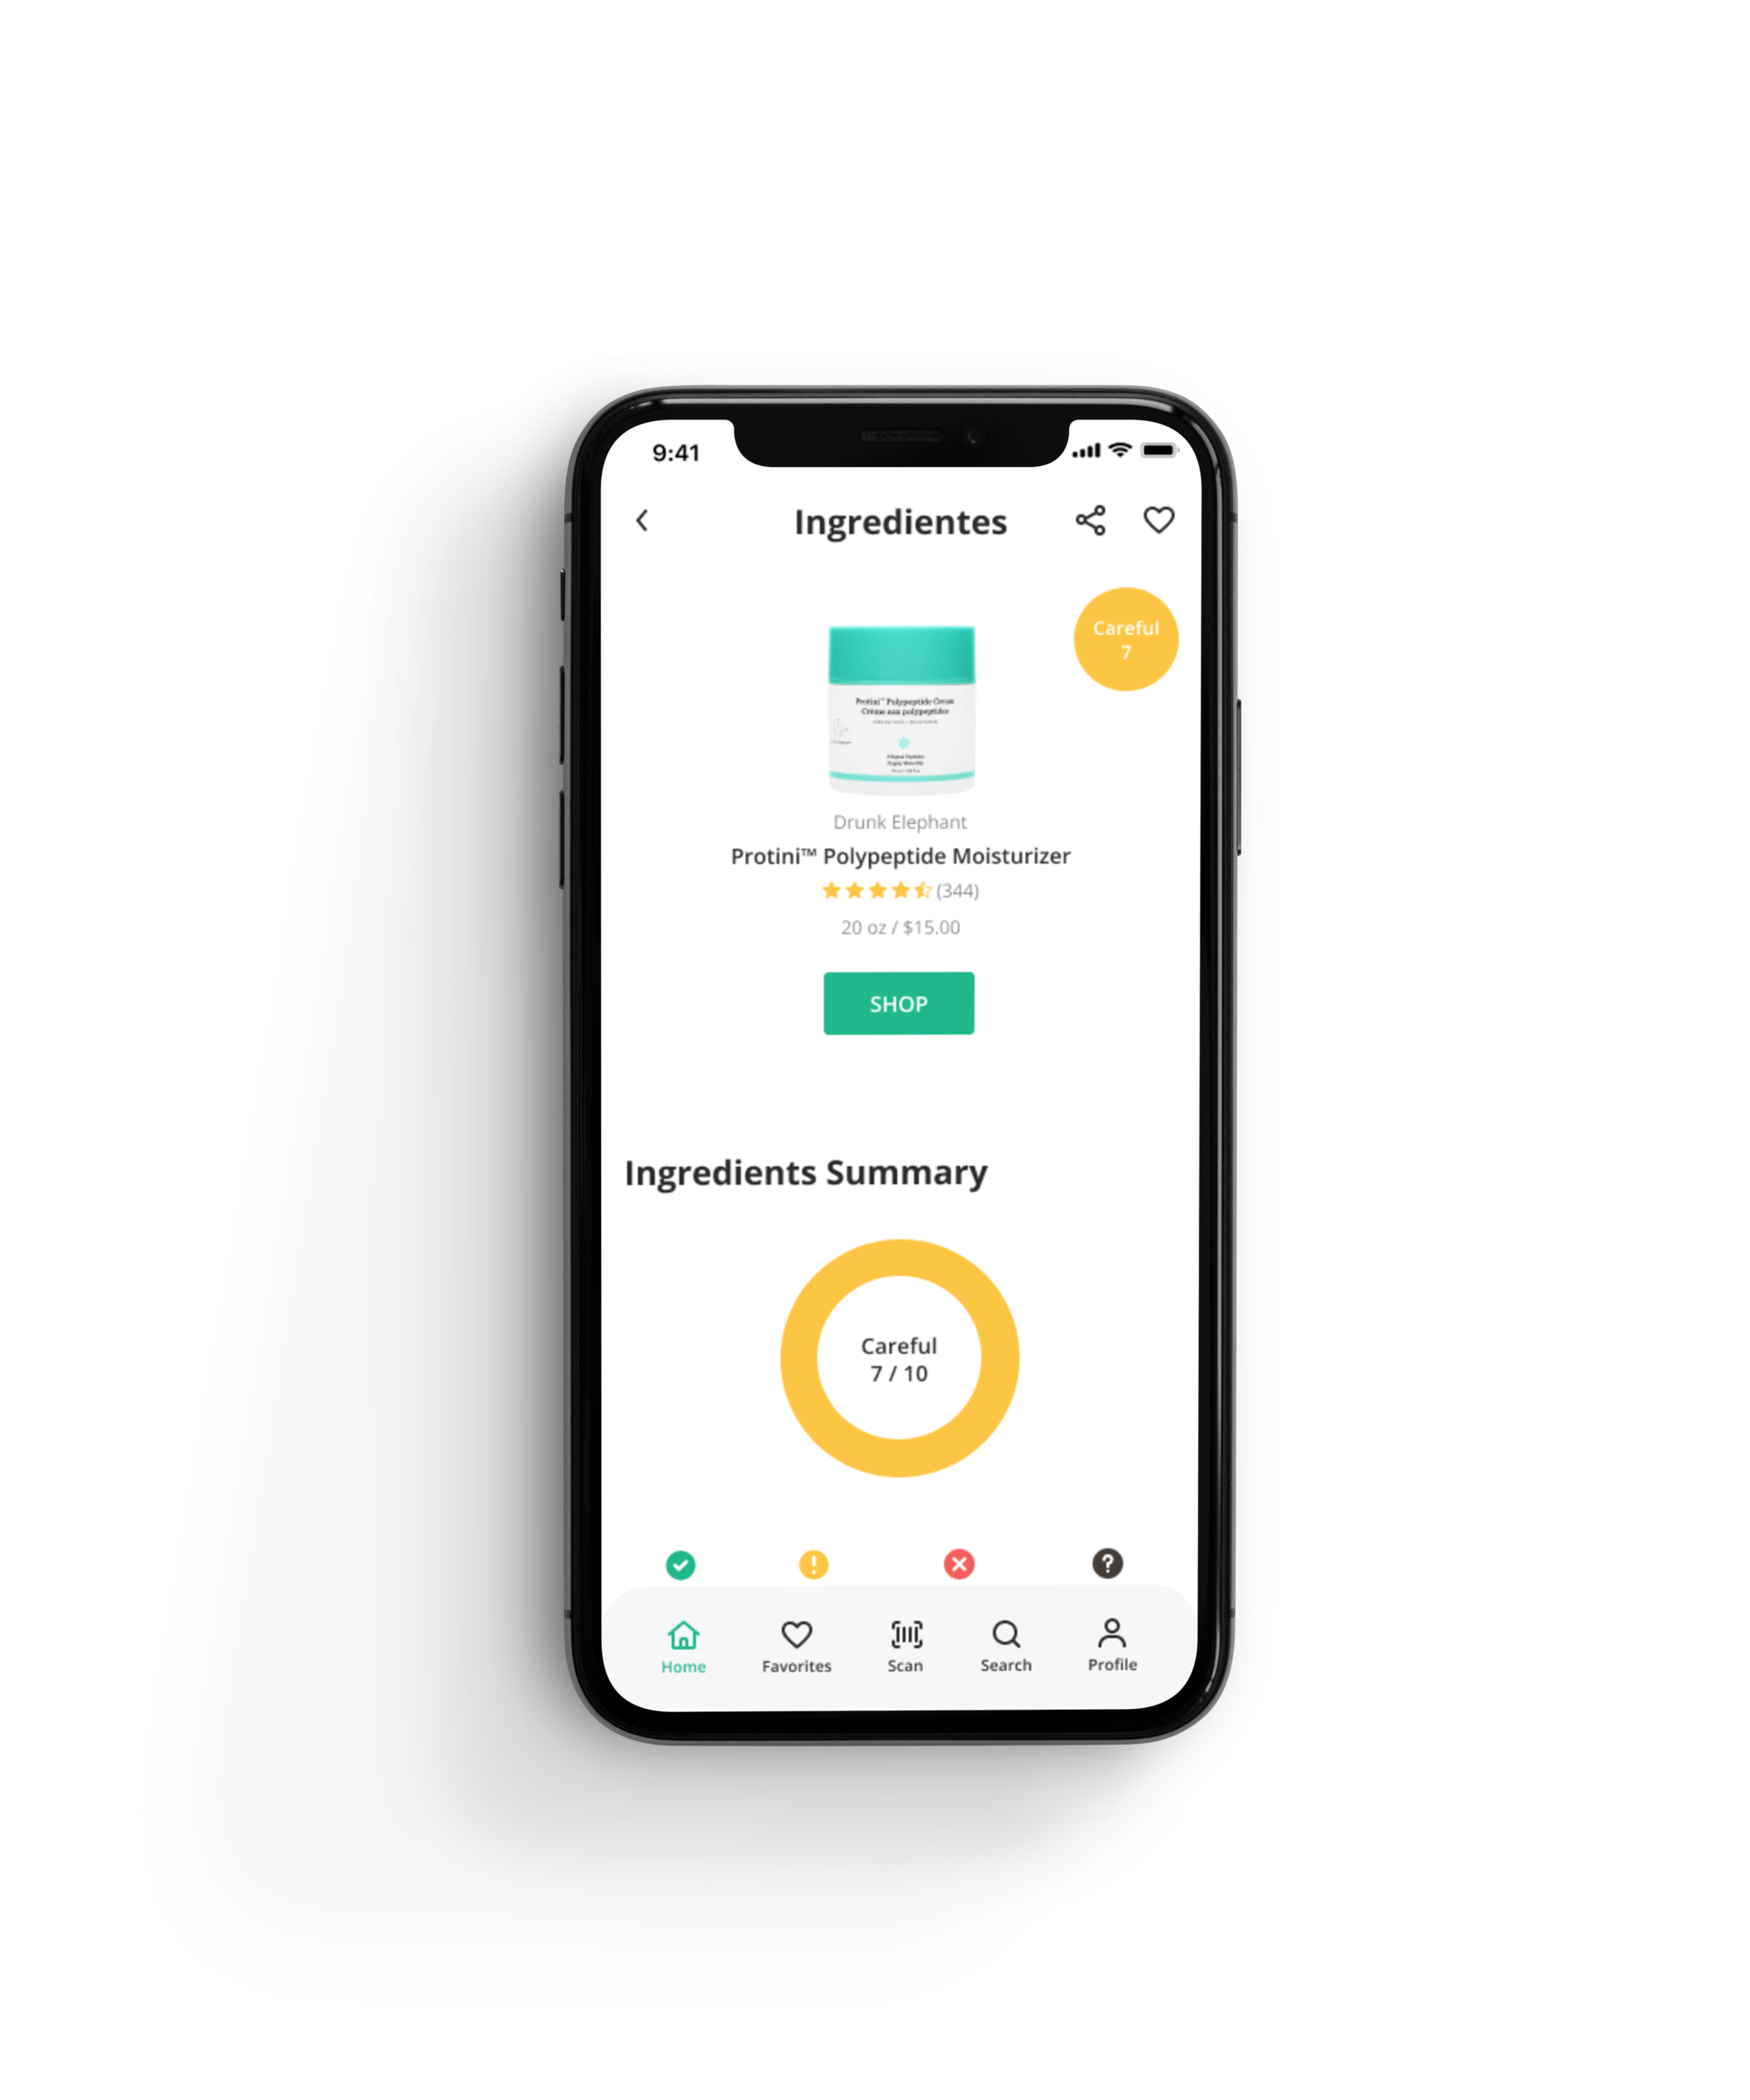 9:41
Ingredientes
Careful
7
Protini™ Polypeptide Cream
Crème aux polypeptides
Drunk Elephant
Protini™ Polypeptide Moisturizer
(344)
20 oz / $15.00
SHOP
Ingredients Summary
Careful
7 / 10
Home
Favorites
Scan
Search
Profile